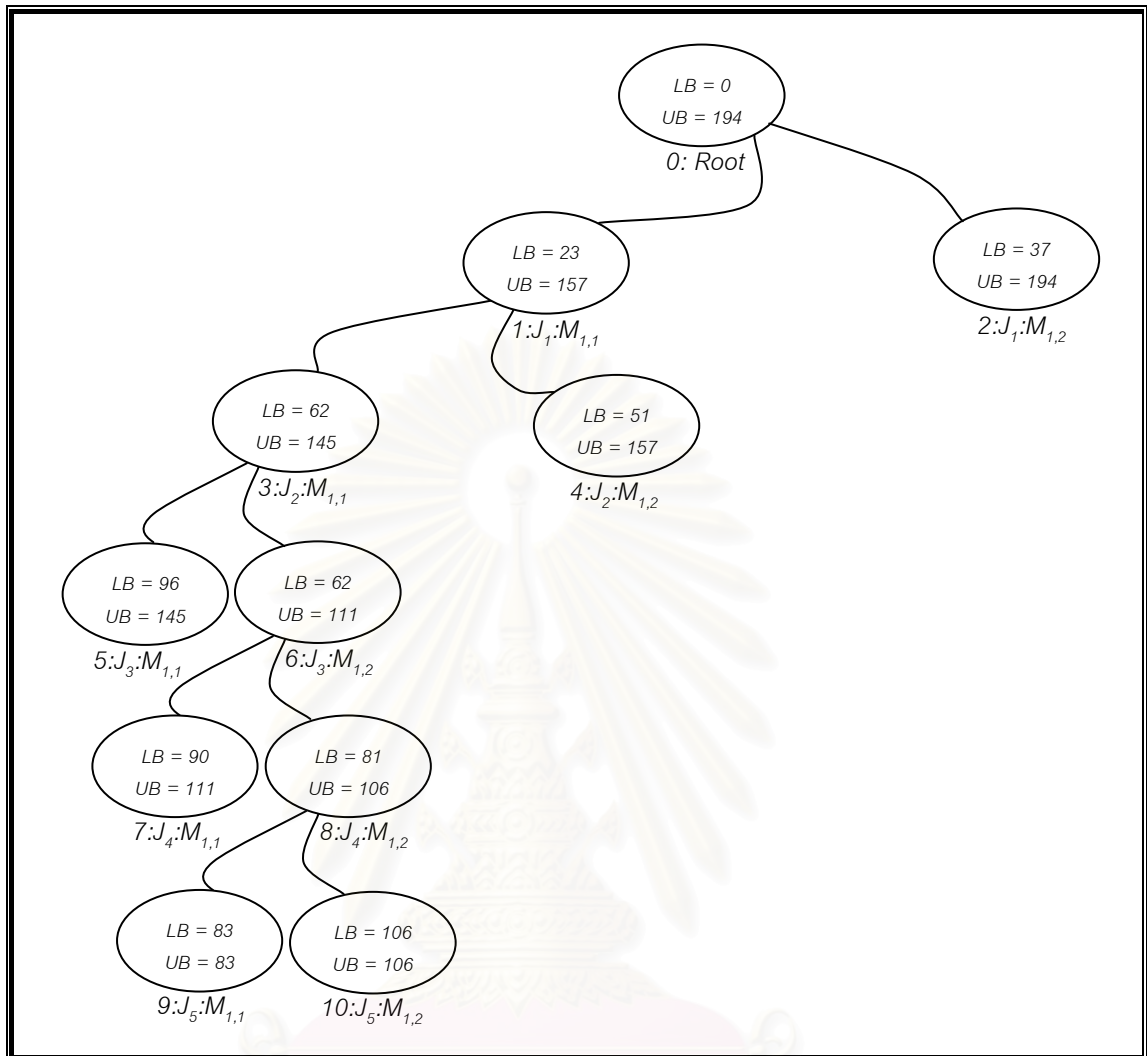 LB = 0
UB = 194
0: Root
LB = 23
UB = 157
1:J1:M1,1
LB = 37
UB = 194
2:J1:M1,2
LB = 62
UB = 145
3:J2:M1,1
LB = 51
UB = 157
4:J2:M1,2
LB = 96
UB = 145
5:J3:M1,1
LB = 62
UB = 111
6:J3:M1,2
LB = 90
UB = 111
7:J4:M1,1
LB = 81
UB = 106
8:J4:M1,2
LB = 83
UB = 83
9:J5:M1,1
LB = 106
UB = 106
10:J5:M1,2